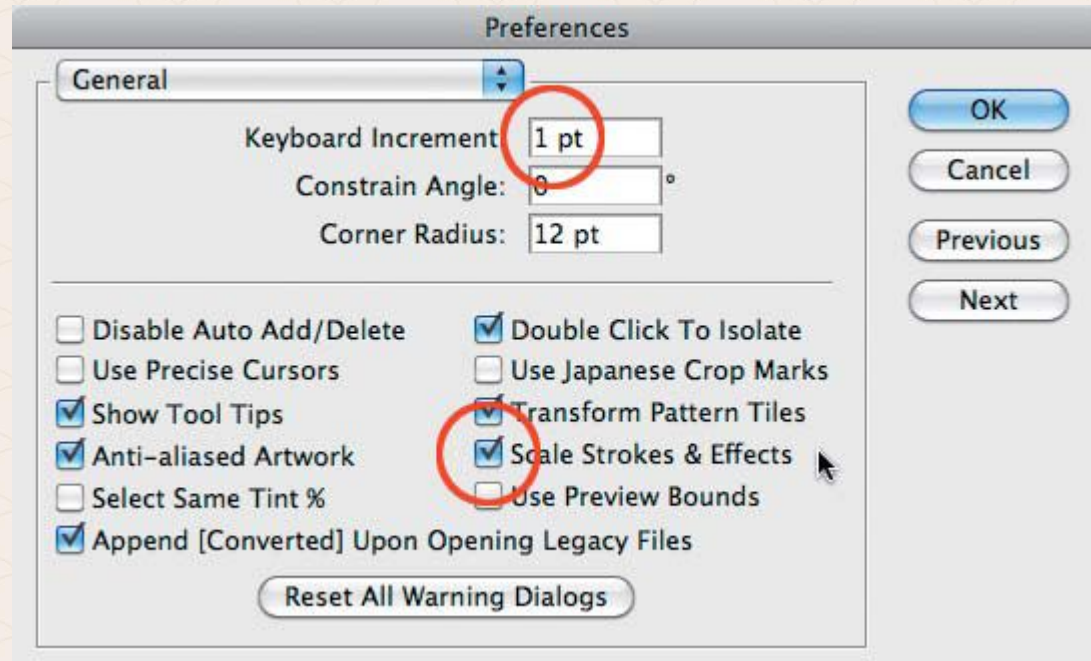 Preferences
General
Keyboard Increment: 1 pt
Constrain Angle: 0 °
Corner Radius: 12 pt
OK
Cancel
Previous
Next
Disable Auto Add/Delete
Double Click To Isolate
Use Precise Cursors
Use Japanese Crop Marks
Show Tool Tips
Transform Pattern Tiles
Anti-aliased Artwork
Scale Strokes & Effects
Select Same Tint %
Use Preview Bounds
Append [Converted] Upon Opening Legacy Files
Reset All Warning Dialogs